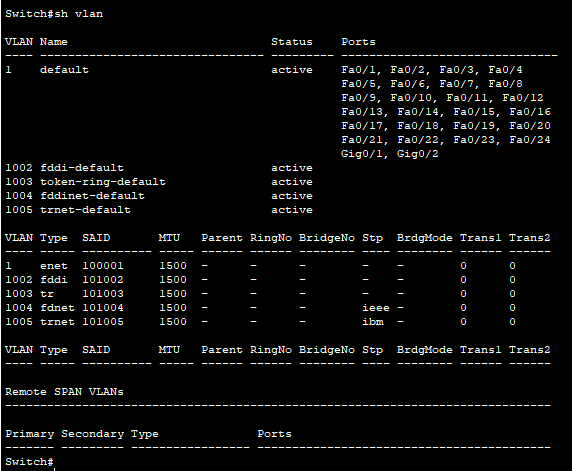 Switch#sh vlan
VLAN Name                             Status    Ports
---- -------------------------------- --------- -------------------------------
1    default                          active    Fa0/1, Fa0/2, Fa0/3, Fa0/4
                                                Fa0/5, Fa0/6, Fa0/7, Fa0/8
                                                Fa0/9, Fa0/10, Fa0/11, Fa0/12
                                                Fa0/13, Fa0/14, Fa0/15, Fa0/16
                                                Fa0/17, Fa0/18, Fa0/19, Fa0/20
                                                Fa0/21, Fa0/22, Fa0/23, Fa0/24
                                                Gig0/1, Gig0/2
1002 fddi-default                     active
1003 token-ring-default               active
1004 fddinet-default                  active
1005 trnet-default                    active
VLAN Type  SAID       MTU   Parent RingNo BridgeNo Stp  BrdgMode Trans1 Trans2
---- ----- ---------- ----- ------ ------ -------- ---- -------- ------ ------
1    enet  100001     1500  -      -      -        -    -        0      0
1002 fddi  101002     1500  -      -      -        -    -        0      0
1003 tr    101003     1500  -      -      -        -    -        0      0
1004 fdnet 101004     1500  -      -      -        ieee -        0      0
1005 trnet 101005     1500  -      -      -        ibm  -        0      0
VLAN Type  SAID       MTU   Parent RingNo BridgeNo Stp  BrdgMode Trans1 Trans2
---- ----- ---------- ----- ------ ------ -------- ---- -------- ------ ------
Remote SPAN VLANs
------------------------------------------------------------------------------
Primary Secondary Type              Ports
------- --------- ----------------- ------------------------------------------
Switch#